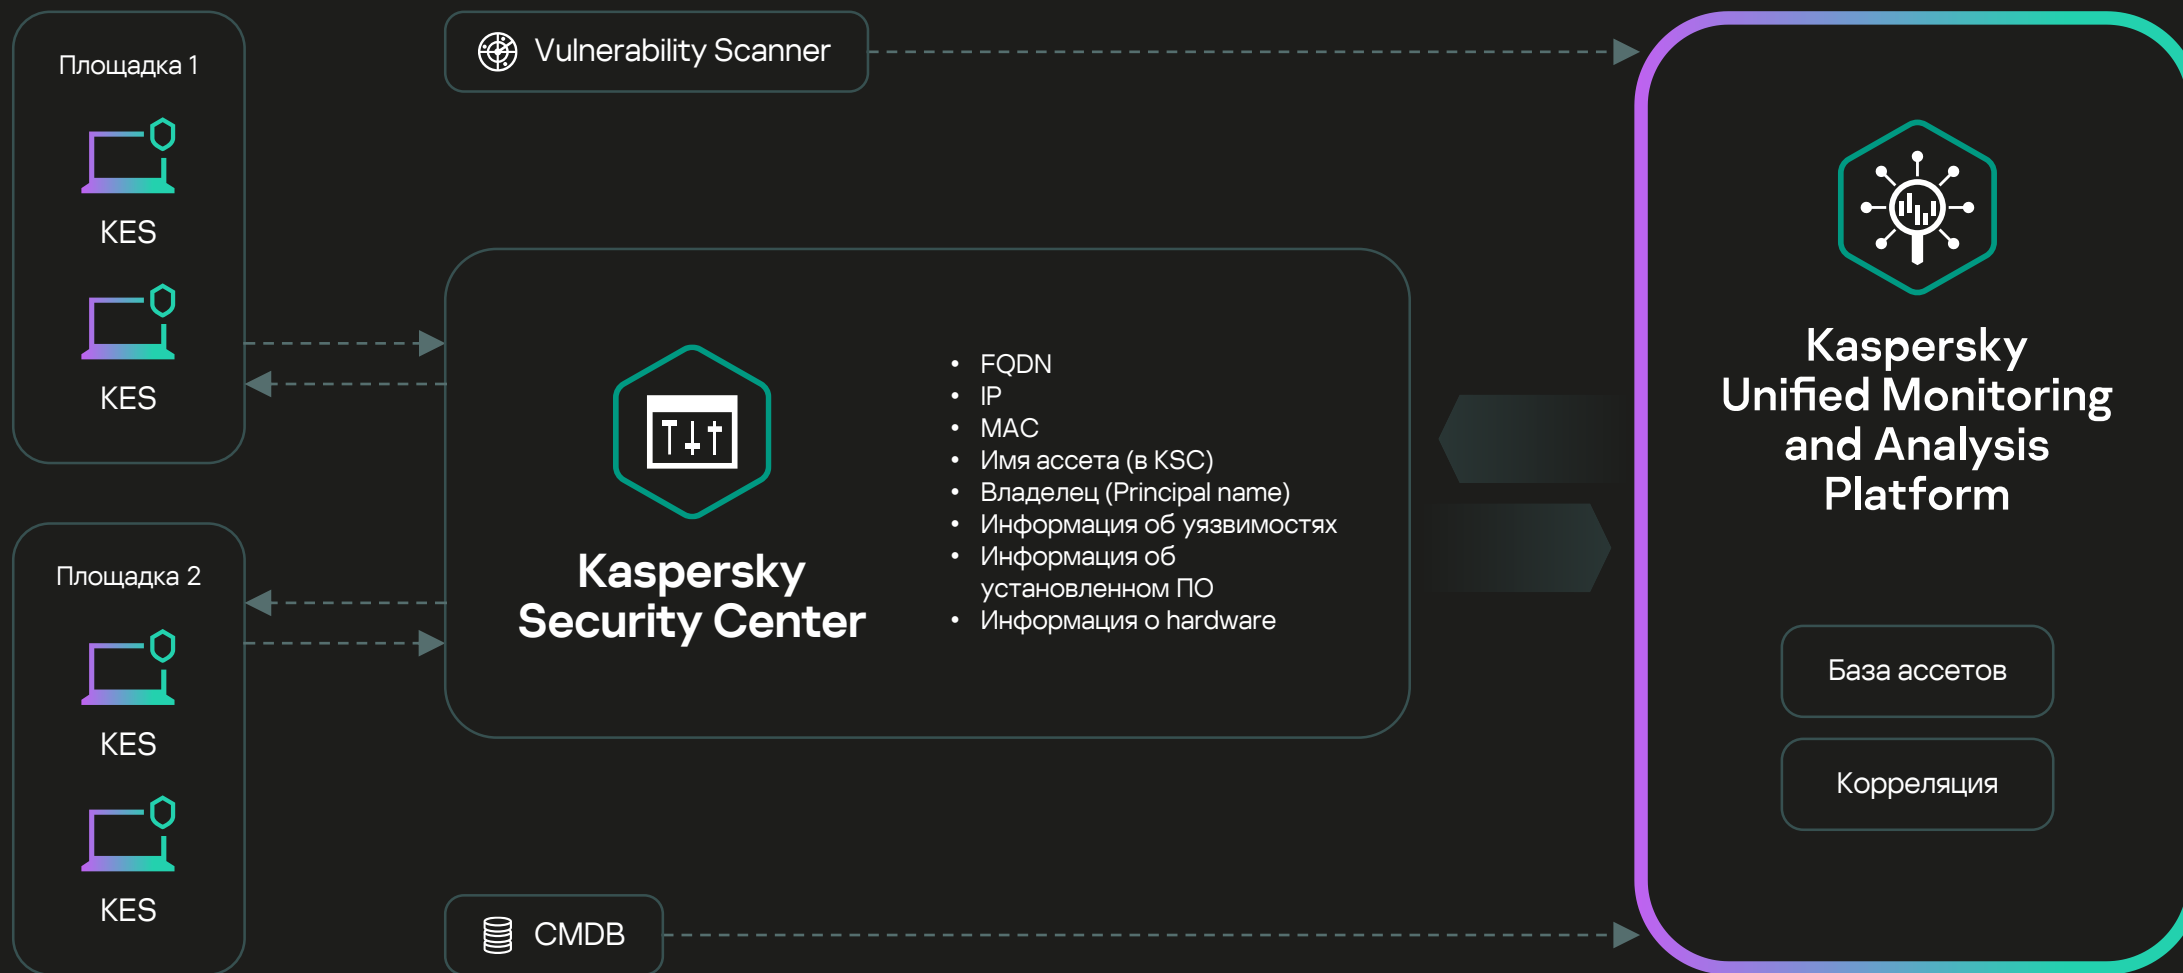 Площадка 1
KES
KES
Площадка 2
KES
KES
Vulnerability Scanner
Kaspersky
Security Center
• FQDN
• IP
• MAC
• Имя ассета (в KSC)
• Владелец (Principal name)
• Информация об уязвимостях
• Информация об
установленном ПО
• Информация о hardware
CMDB
Kaspersky
Unified Monitoring
and Analysis
Platform
База ассетов
Корреляция